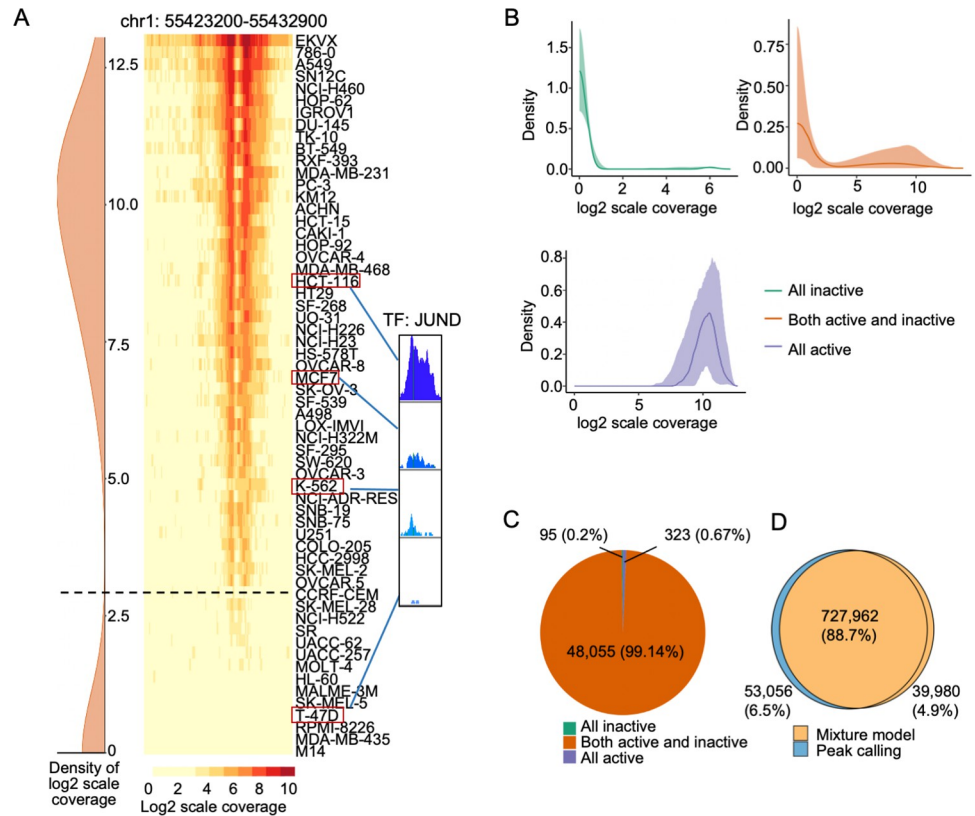 A
chr1: 55423200-55432900
12.5
10.0
7.5
5.0
2.5
0
EKVX
786-0
A549
SN12C
NCI-H460
HOP-62
IGROV1
DU-145
TK-10
BT-549
RXF-393
MDA-MB-231
PC-3
KM12
ACHN
HCT-15
CAKI-1
HOP-92
OVCAR-4
MDA-MB-468
HCT-116
HT29
SF-268
UO-31
NCI-H226
NCI-H23
HS-578T
OVCAR-8
MCF7
SK-OV-3
SF-539
A498
LOX-IMVI
NCI-H322M
SF-295
SW-620
OVCAR-3
K-562
NCI-ADR-RES
SNB-19
SNB-75
U251
COLO-205
HCC-2998
SK-MEL-2
OVCAR 5
CCRF-CEM
SK-MEL-28
NCI-H522
SR
UACC-62
UACC-257
MOLT-4
HL-60
MALME-3M
SK-MEL-5
T-47D
RPMI-8226
MDA-MB-435
M14
TF: JUND
Density of
log2 scale
coverage
0 2 4 6 8 10
Log2 scale coverage
B
Density
1.5
1.0
0.5
0.0
0 2 4 6
log2 scale coverage
Density
0.75
0.50
0.25
0.00
0 5 10
log2 scale coverage
Density
0.8
0.6
0.4
0.2
0.0
0 5 10
log2 scale coverage
All inactive
Both active and inactive
All active
C
95 (0.2%)
323 (0.67%)
48,055 (99.14%)
All inactive
Both active and inactive
All active
D
727,962
(88.7%)
53,056
(6.5%)
39,980
(4.9%)
Mixture model
Peak calling